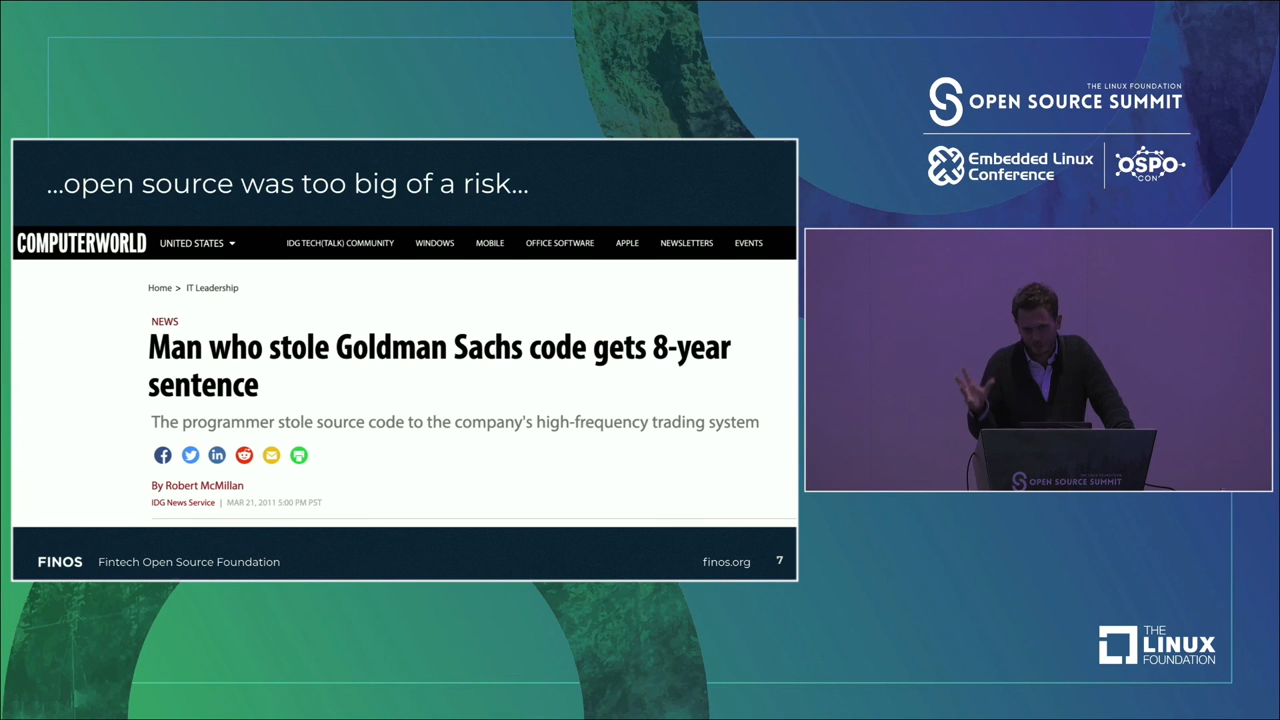 THE LINUX FOUNDATION
OPEN SOURCE SUMMIT
Embedded Linux
Conference
OSPO
CON
...open source was too big of a risk...
COMPUTERWORLD UNITED STATES IDG TECH(TALK) COMMUNITY WINDOWS MOBILE OFFICE SOFTWARE APPLE NEWSLETTERS EVENTS
Home > IT Leadership
NEWS
Man who stole Goldman Sachs code gets 8-year
sentence
The programmer stole source code to the company's high-frequency trading system
By Robert McMillan
IDG News Service | MAR 21, 2011 5:00 PM PST
FINOS Fintech Open Source Foundation finos.org 7
OPEN SOURCE SUMMIT
THE
LINUX
FOUNDATION